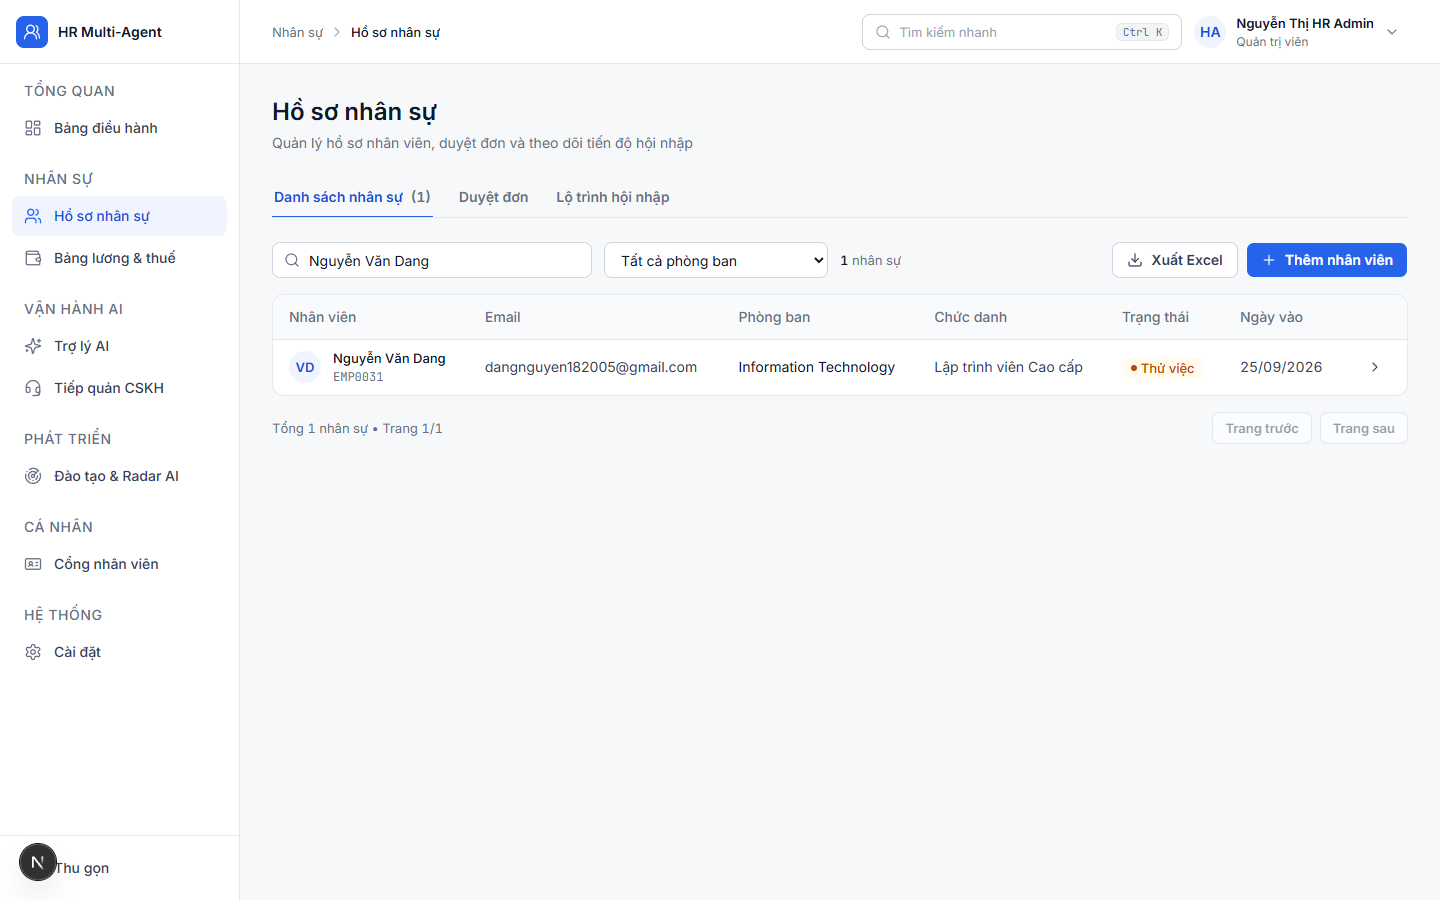 HR Multi-Agent
Nhân sự > Hồ sơ nhân sự
Tìm kiếm nhanh Ctrl K
HA Nguyễn Thị HR Admin
Quản trị viên
TỔNG QUAN
Bảng điều hành
NHÂN SỰ
Hồ sơ nhân sự
Bảng lương & thuế
VẬN HÀNH AI
Trợ lý AI
Tiếp quản CSKH
PHÁT TRIỂN
Đào tạo & Radar AI
CÁ NHÂN
Cổng nhân viên
HỆ THỐNG
Cài đặt
N Thu gọn
Hồ sơ nhân sự
Quản lý hồ sơ nhân viên, duyệt đơn và theo dõi tiến độ hội nhập
Danh sách nhân sự (1) Duyệt đơn Lộ trình hội nhập
Nguyễn Văn Dang Tất cả phòng ban 1 nhân sự Xuất Excel + Thêm nhân viên
Nhân viên Email Phòng ban Chức danh Trạng thái Ngày vào
VD Nguyễn Văn Dang dangnguyen182005@gmail.com Information Technology Lập trình viên Cao cấp Thử việc 25/09/2026
EMP0031
Tổng 1 nhân sự • Trang 1/1 Trang trước Trang sau